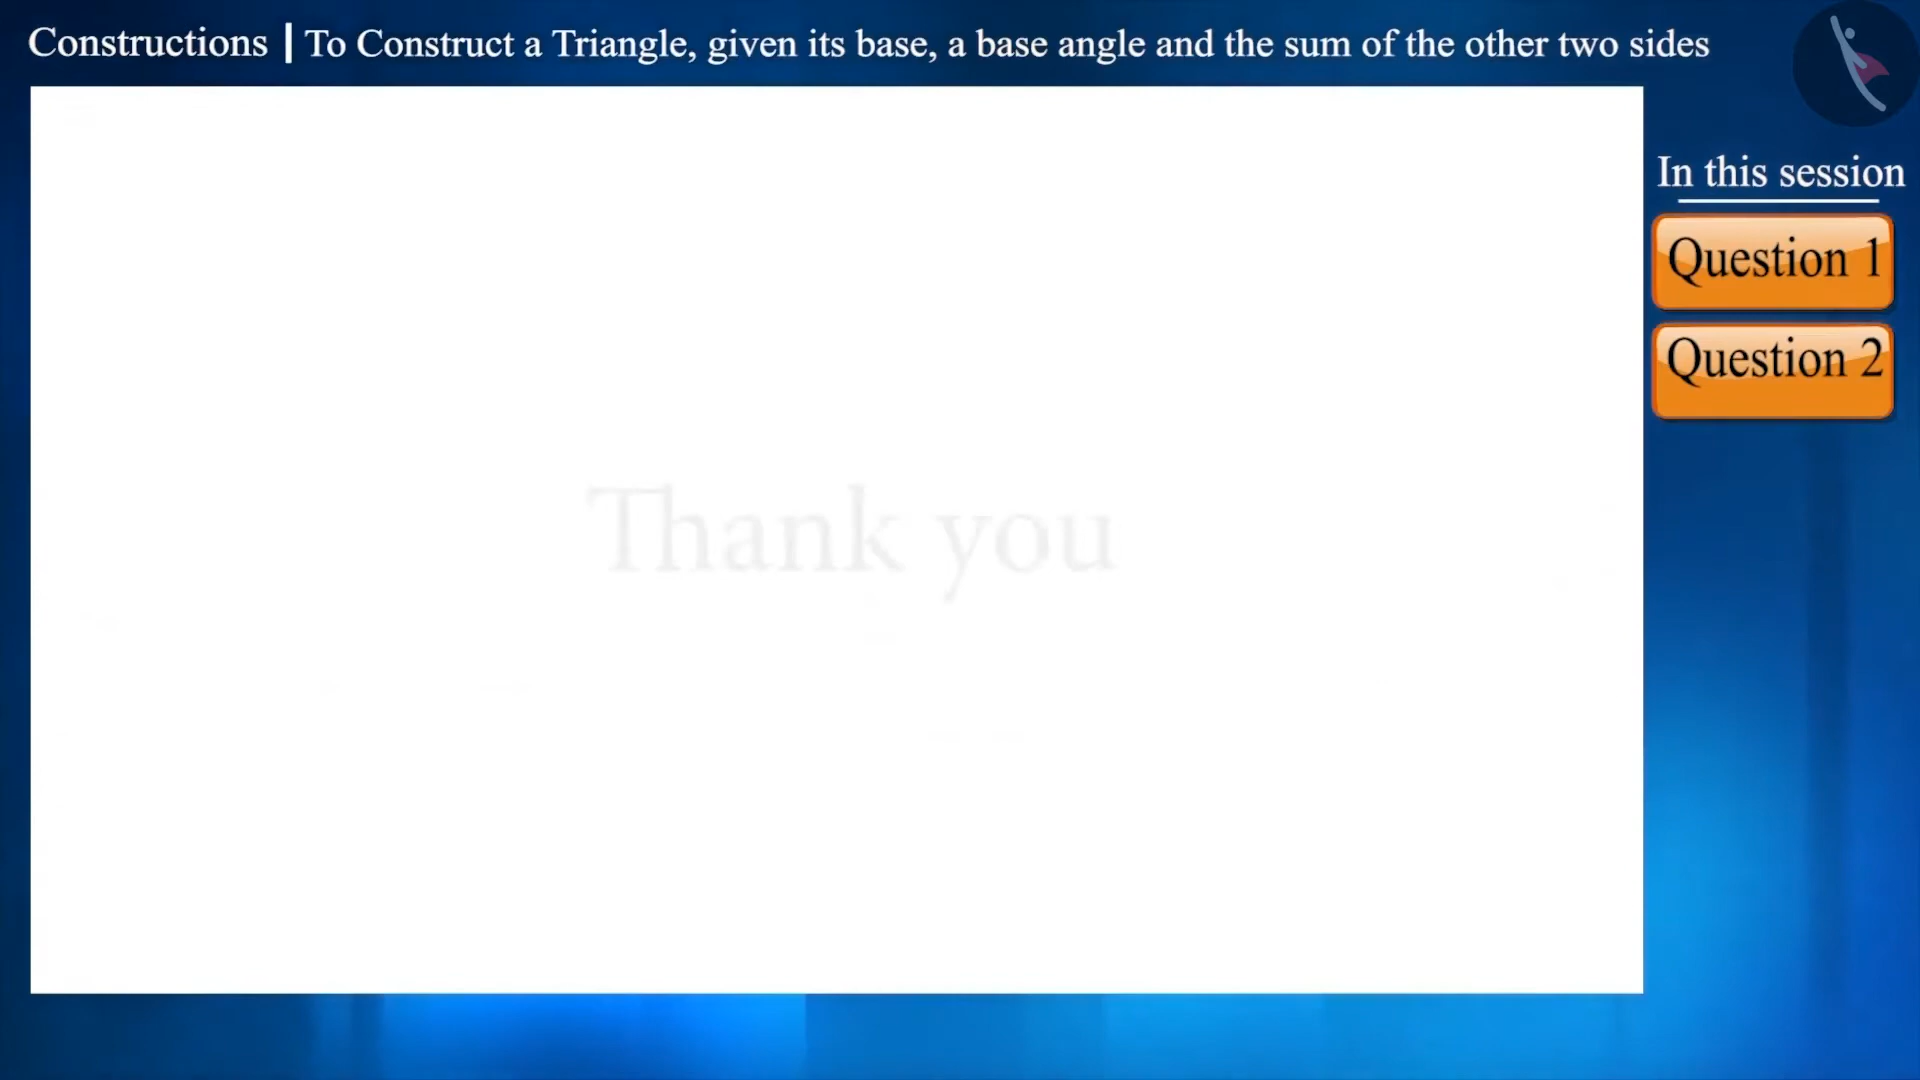 Constructions | To Construct a Triangle, given its base, a base angle and the sum of the other two sides
In this session
Question 1
Question 2
Thank you